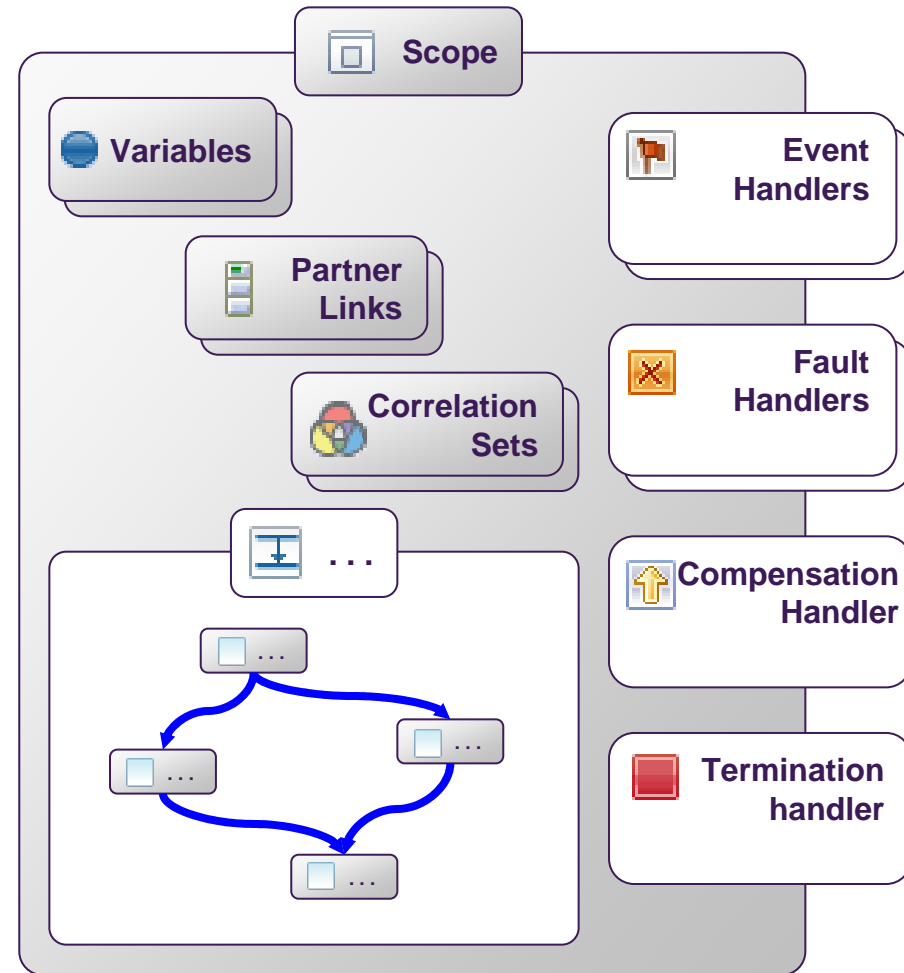 Scope
Variables
Partner
Links
Correlation
Sets
. . .
. . .
. . .
. . .
. . .
Event
Handlers
Fault
Handlers
Compensation
Handler
Termination
handler